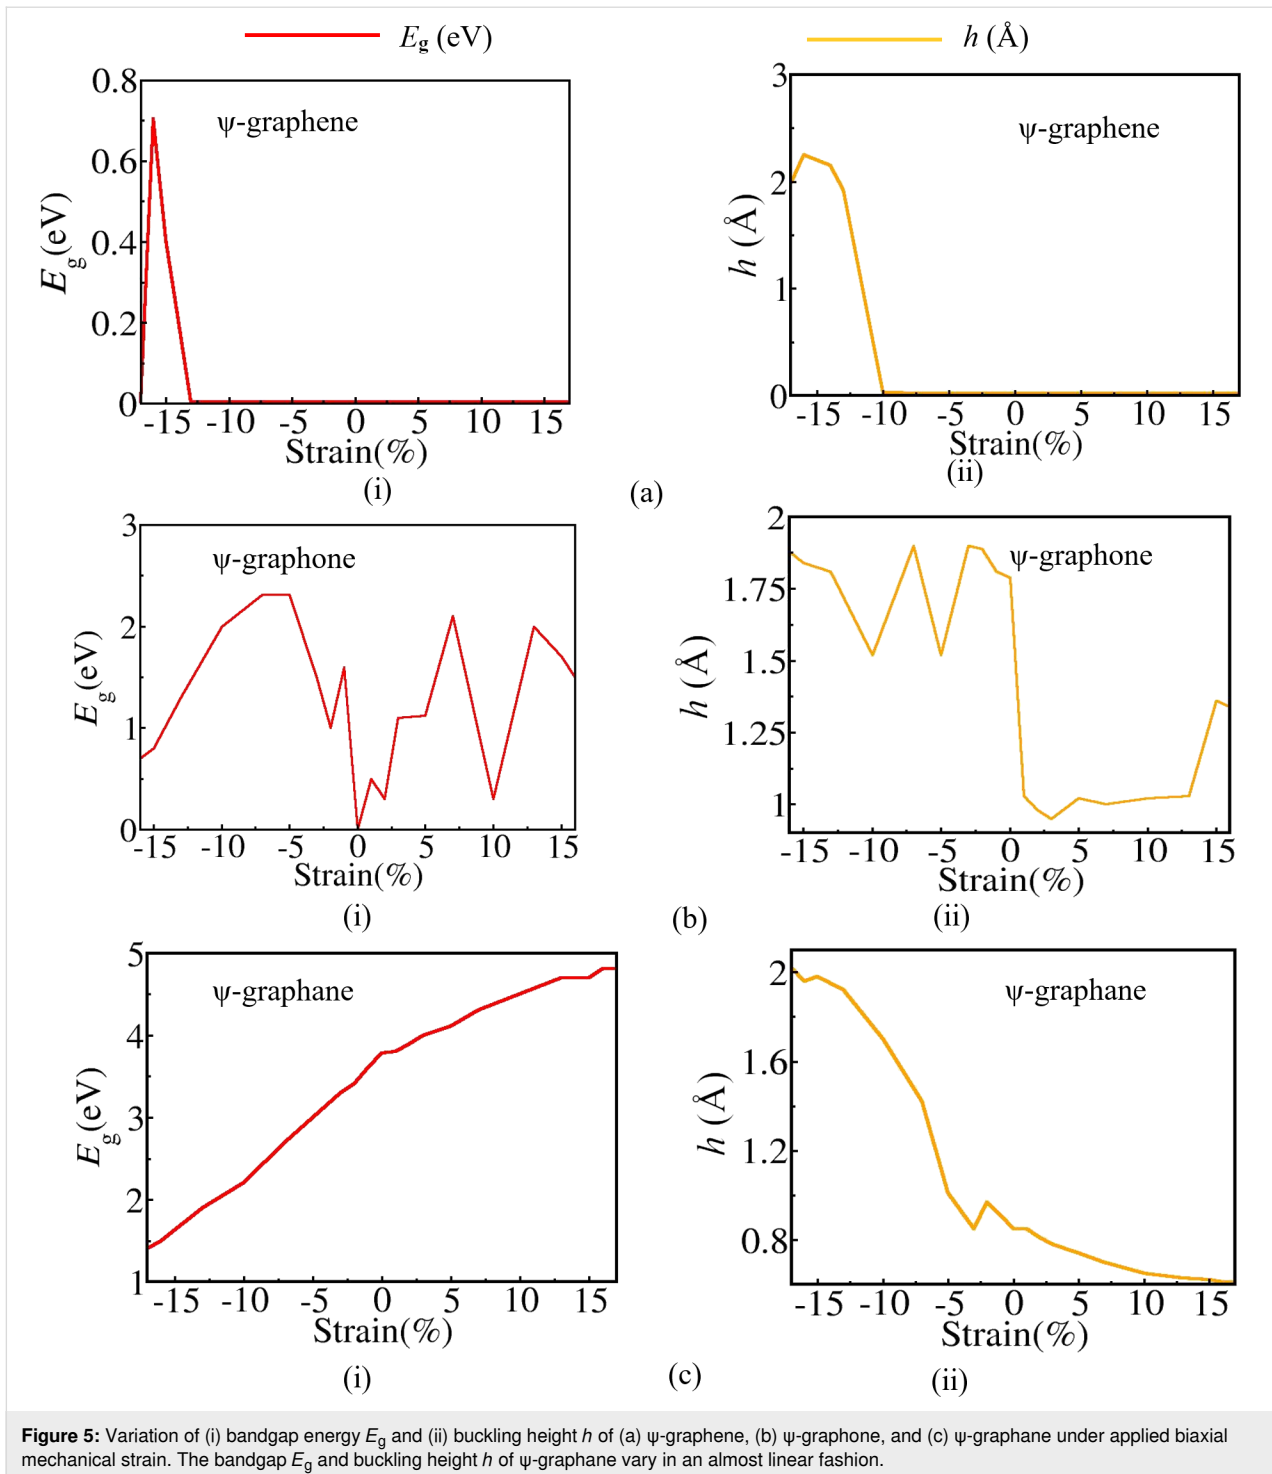 Eg (eV)
h (Å)
ψ-graphene
Eg (eV)
0.8
0.6
0.4
0.2
0
-15 -10 -5 0 5 10 15
Strain(%)
(i)
ψ-graphene
h (Å)
3
2
1
0
-15 -10 -5 0 5 10 15
Strain(%)
(ii)
(a)
ψ-graphone
Eg (eV)
3
2
1
0
-15 -10 -5 0 5 10 15
Strain(%)
(i)
ψ-graphone
h (Å)
2
1.75
1.5
1.25
1
-15 -10 -5 0 5 10 15
Strain(%)
(ii)
(b)
ψ-graphane
Eg (eV)
5
4
3
2
1
-15 -10 -5 0 5 10 15
Strain(%)
(i)
ψ-graphane
h (Å)
2
1.6
1.2
0.8
-15 -10 -5 0 5 10 15
Strain(%)
(ii)
(c)
Figure 5: Variation of (i) bandgap energy Eg and (ii) buckling height h of (a) ψ-graphene, (b) ψ-graphone, and (c) ψ-graphane under applied biaxial
mechanical strain. The bandgap Eg and buckling height h of ψ-graphane vary in an almost linear fashion.